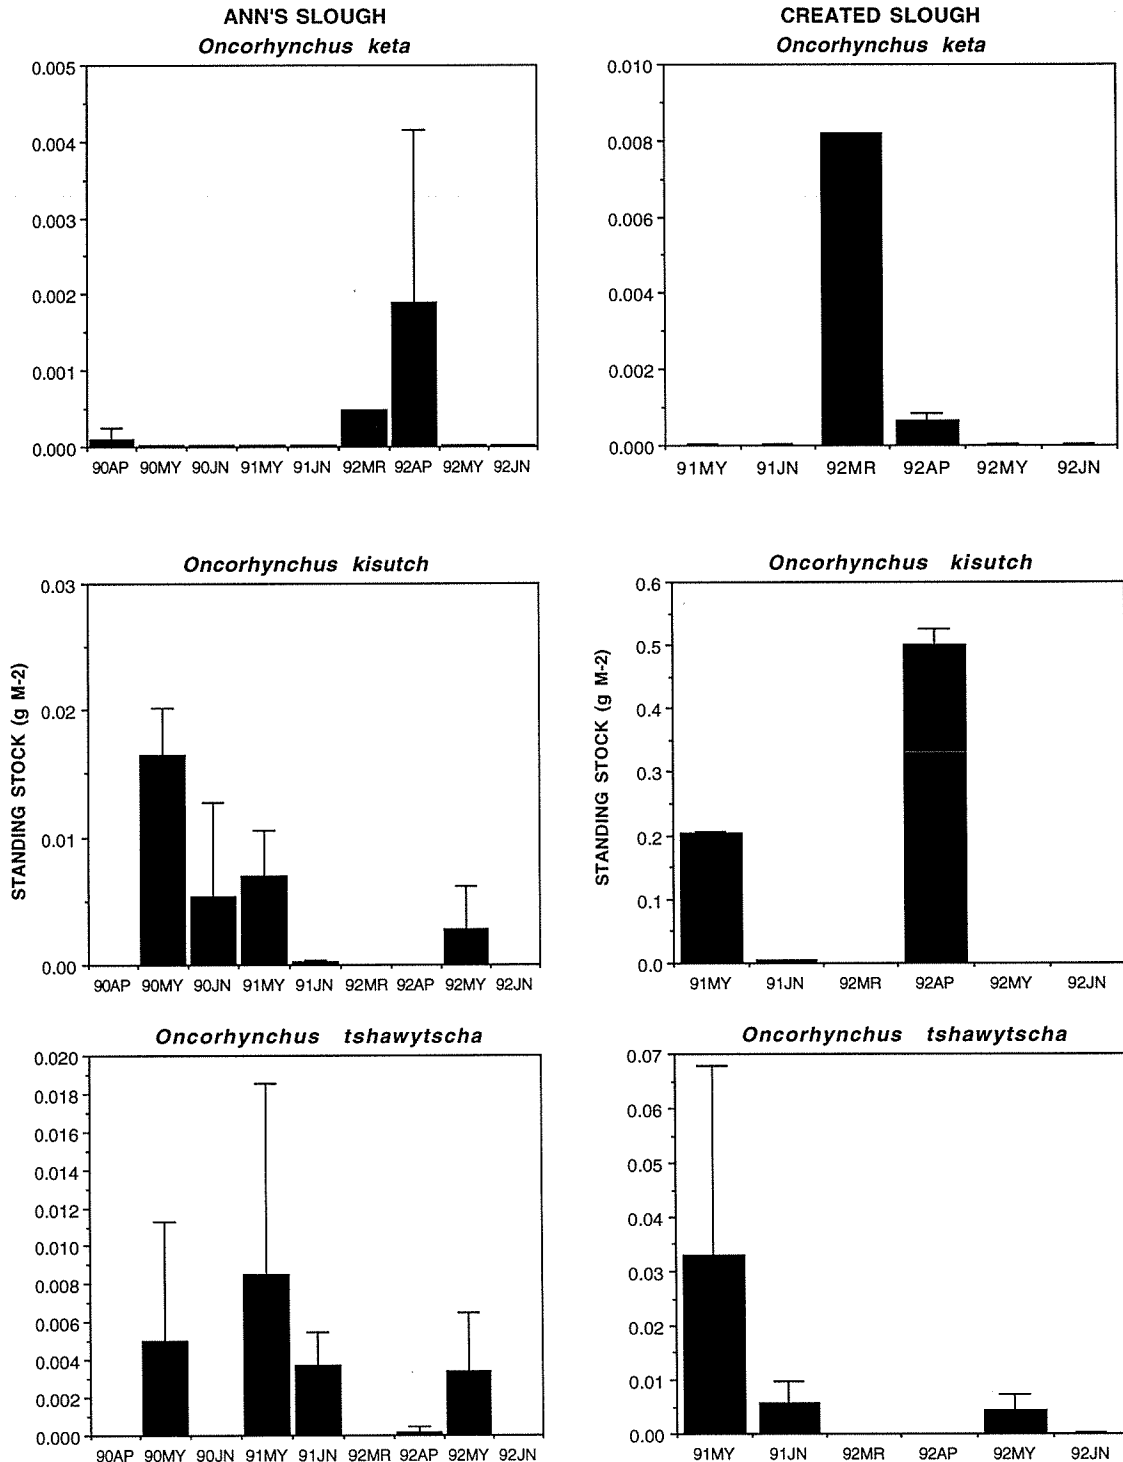 ANN'S SLOUGH
Oncorhynchus keta
0.005
0.004
0.003
0.002
0.001
0.000
90AP 90MY 90JN 91MY 91JN 92MR 92AP 92MY 92JN
CREATED SLOUGH
Oncorhynchus keta
0.010
0.008
0.006
0.004
0.002
0.000
91MY 91JN 92MR 92AP 92MY 92JN
Oncorhynchus kisutch
STANDING STOCK (g M-2)
0.03
0.02
0.01
0.00
90AP 90MY 90JN 91MY 91JN 92MR 92AP 92MY 92JN
Oncorhynchus kisutch
STANDING STOCK (g M-2)
0.6
0.5
0.4
0.3
0.2
0.1
0.0
91MY 91JN 92MR 92AP 92MY 92JN
Oncorhynchus tshawytscha
0.020
0.018
0.016
0.014
0.012
0.010
0.008
0.006
0.004
0.002
0.000
90AP 90MY 90JN 91MY 91JN 92MR 92AP 92MY 92JN
Oncorhynchus tshawytscha
0.07
0.06
0.05
0.04
0.03
0.02
0.01
0.00
91MY 91JN 92MR 92AP 92MY 92JN